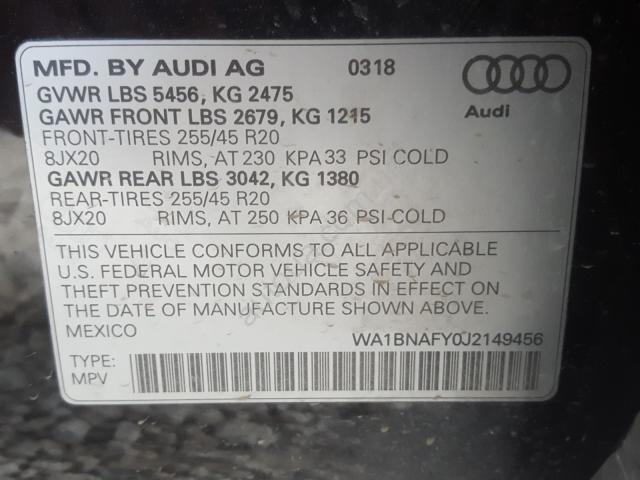 MFD. BY AUDI AG 0318
GVWR LBS 5456, KG 2475
GAWR FRONT LBS 2679, KG 1215
Audi
FRONT-TIRES 255/45 R20
8JX20 RIMS, AT 230 KPA 33 PSI COLD
GAWR REAR LBS 3042, KG 1380
REAR-TIRES 255/45 R20
8JX20 RIMS, AT 250 KPA 36 PSI COLD
THIS VEHICLE CONFORMS TO ALL APPLICABLE
U.S. FEDERAL MOTOR VEHICLE SAFETY AND
THEFT PREVENTION STANDARDS IN EFFECT ON
THE DATE OF MANUFACTURE SHOWN ABOVE.
MEXICO WA1BNAFY0J2149456
TYPE:
MPV